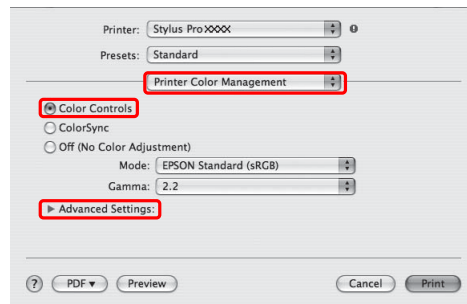 Printer: Stylus Pro XXXX
Presets: Standard
Printer Color Management
Color Controls
ColorSync
Off (No Color Adjustment)
Mode: EPSON Standard (sRGB)
Gamma: 2.2
Advanced Settings:
? PDF Preview Cancel Print